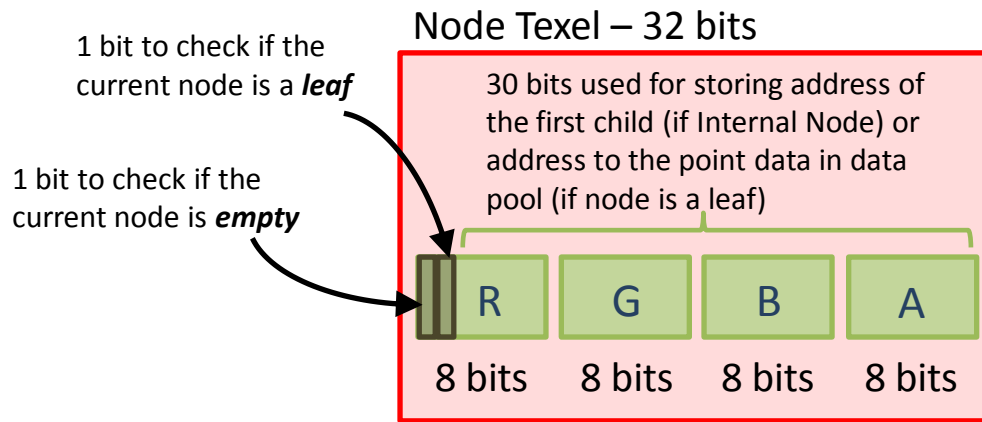 Node Texel – 32 bits
1 bit to check if the
current node is a leaf
30 bits used for storing address of
the first child (if Internal Node) or
address to the point data in data
pool (if node is a leaf)
1 bit to check if the
current node is empty
R
G
B
A
8 bits
8 bits
8 bits
8 bits